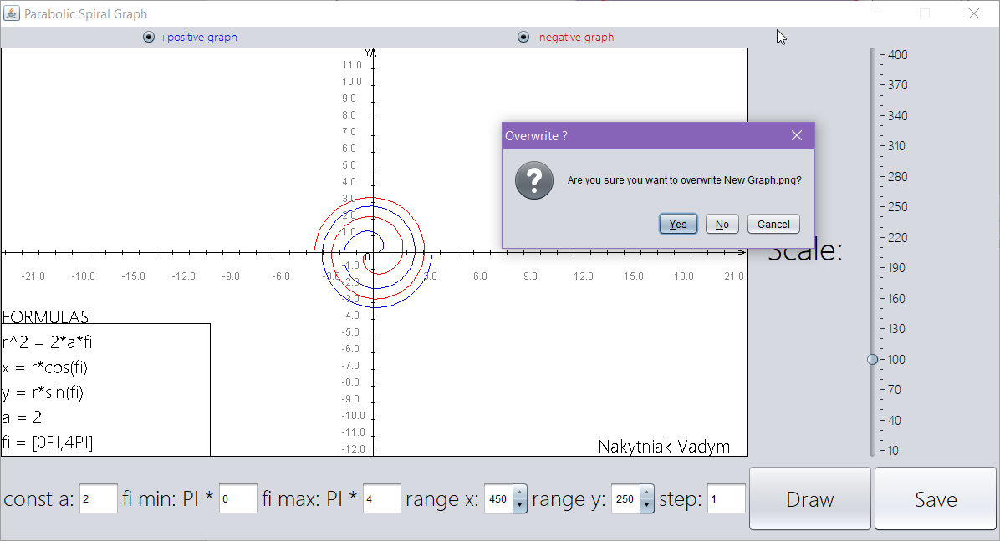 Parabolic Spiral Graph
+positive graph
-negative graph
Y
11.0
10.0
9.0
8.0
7.0
6.0
5.0
4.0
3.0
2.0
1.0
0
-21.0 -18.0 -15.0 -12.0 -9.0 -6.0 -3.0 3.0 6.0 9.0 12.0 15.0 18.0 21.0
-1.0
-2.0
-3.0
-4.0
-5.0
-6.0
-7.0
-8.0
-9.0
-10.0
-11.0
-12.0
FORMULAS
r^2 = 2*a*fi
x = r*cos(fi)
y = r*sin(fi)
a = 2
fi = [0PI,4PI]
Nakytniak Vadym
Overwrite ?
Are you sure you want to overwrite New Graph.png?
Yes No Cancel
Scale:
400
370
340
310
280
250
220
190
160
130
100
70
40
10
const a: 2 fi min: PI * 0 fi max: PI * 4 range x: 450 range y: 250 step: 1 Draw Save